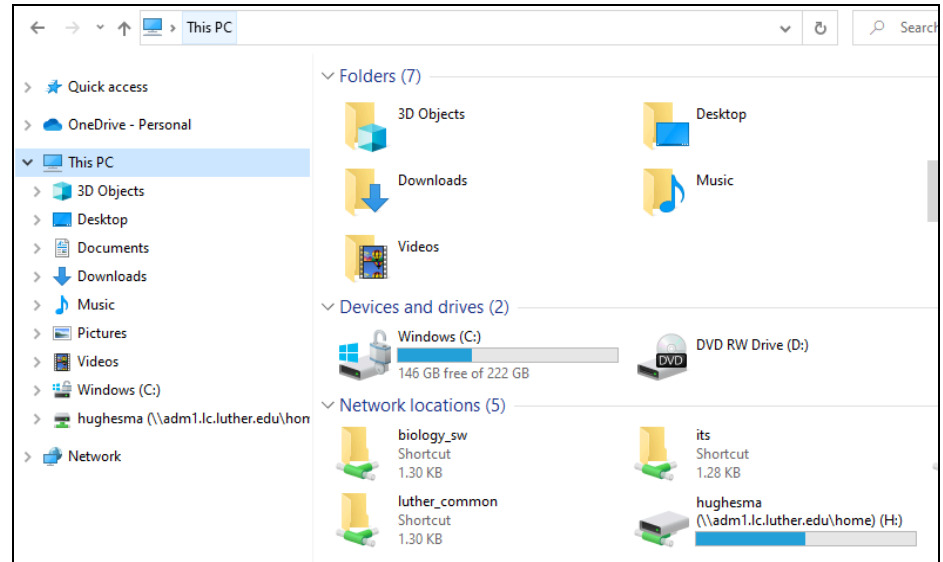 This PC
Search
Quick access
OneDrive - Personal
This PC
3D Objects
Desktop
Documents
Downloads
Music
Pictures
Videos
Windows (C:)
hughesma (\\adm1.lc.luther.edu\hom
Network
Folders (7)
3D Objects
Desktop
Downloads
Music
Videos
Devices and drives (2)
Windows (C:)
146 GB free of 222 GB
DVD RW Drive (D:)
DVD
Network locations (5)
biology_sw
Shortcut
1.30 KB
its
Shortcut
1.28 KB
luther_common
Shortcut
1.30 KB
hughesma
(\\adm1.lc.luther.edu\home) (H:)